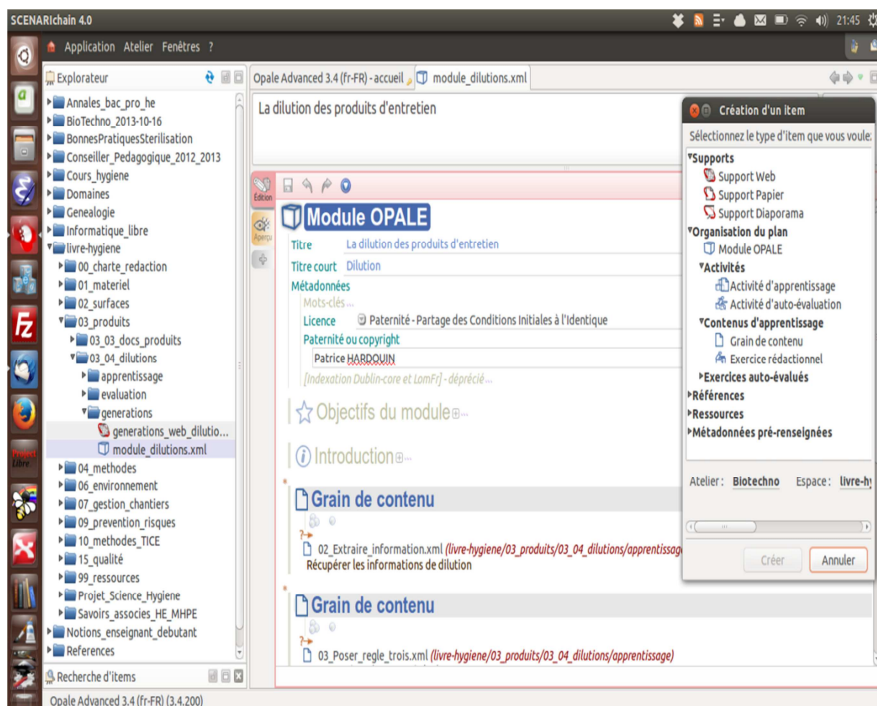 SCENARIchain 4.0
21:45
Application Atelier Fenêtres ?
Explorateur
Annales_bac_pro_he
BioTechno_2013-10-16
BonnesPratiquesSterilisation
Conseiller_Pedagogique_2012_2013
Cours_hygiene
Domaines
Genealogie
Informatique_libre
livre-hygiene
00_charte_redaction
01_materiel
02_surfaces
03_produits
03_03_docs_produits
03_04_dilutions
apprentissage
evaluation
generations
generations_web_dilutio...
module_dilutions.xml
04_methodes
06_environnement
07_gestion_chantiers
09_prevention_risques
10_methodes_TICE
15_qualité
99_ressources
Projet_Science_Hygiene
Savoirs_associes_HE_MHPE
Notions_enseignant_debutant
References
Recherche d'items
Opale Advanced 3.4 (fr-FR) (3.4.200)
Opale Advanced 3.4 (fr-FR) - accueil
module_dilutions.xml
La dilution des produits d'entretien
Édition
Aperçu
Module OPALE
Titre La dilution des produits d'entretien
Titre court Dilution
Métadonnées
Mots-clés ...
Licence Paternité - Partage des Conditions Initiales à l'Identique
Paternité ou copyright
Patrice HARDOUIN
[Indexation Dublin-core et LomFr] - déprécié ...
Objectifs du module ...
Introduction ...
Grain de contenu
02_Extraire_information.xml (livre-hygiene/03_produits/03_04_dilutions/apprentissag
Récupérer les informations de dilution
Grain de contenu
03_Poser_regle_trois.xml (livre-hygiene/03_produits/03_04_dilutions/apprentissage)
Création d'un item
Sélectionnez le type d'item que vous voule
Supports
Support Web
Support Papier
Support Diaporama
Organisation du plan
Module OPALE
Activités
Activité d'apprentissage
Activité d'auto-évaluation
Contenus d'apprentissage
Grain de contenu
Exercice rédactionnel
Exercices auto-évalués
Références
Ressources
Métadonnées pré-renseignées
Atelier : Biotechno Espace : livre-hy
Créer Annuler